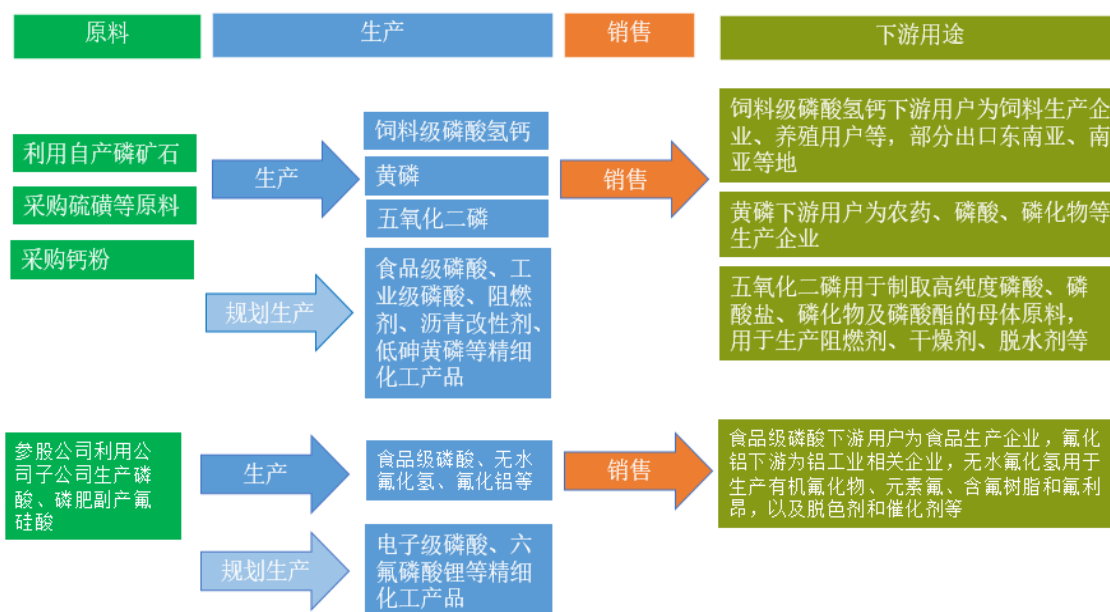 原料
生产
销售
下游用途
利用自产磷矿石
采购硫磺等原料
采购钙粉
生产
规划生产
饲料级磷酸氢钙
黄磷
五氧化二磷
食品级磷酸、工
业级磷酸、阻燃
剂、沥青改性剂、
低砷黄磷等精细
化工产品
销售
饲料级磷酸氢钙下游用户为饲料生产企
业、养殖用户等，部分出口东南亚、南
亚等地
黄磷下游用户为农药、磷酸、磷化物等
生产企业
五氧化二磷用于制取高纯度磷酸、磷
酸盐、磷化物及磷酸酯的母体原料，
用于生产阻燃剂、干燥剂、脱水剂等
参股公司利用公
司子公司生产磷
酸、磷肥副产氟
硅酸
生产
规划生产
食品级磷酸、无水
氟化氢、氟化铝等
电子级磷酸、六
氟磷酸锂等精细
化工产品
销售
食品级磷酸下游用户为食品生产企业，氟化
铝下游为铝工业相关企业，无水氟化氢用于
生产有机氟化物、元素氟、含氟树脂和氟利
昂，以及脱色剂和催化剂等